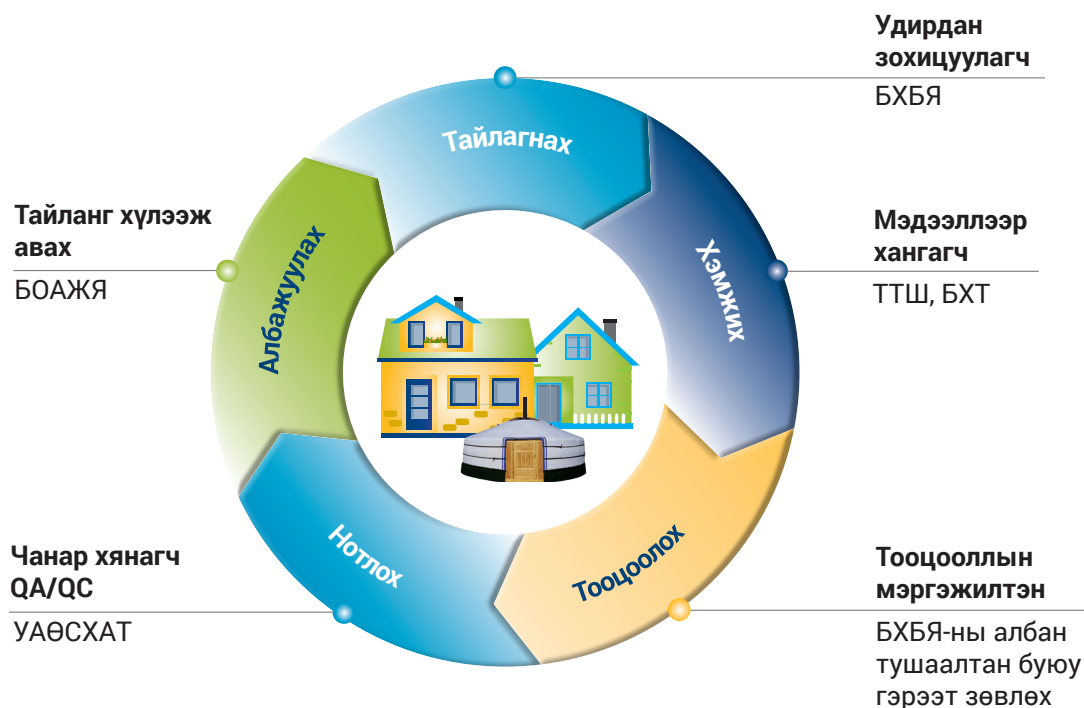 Удирдан
зохицуулагч
БХБЯ
Тайлагнах
Тайланг хүлээж
авах
БОАЖЯ
Албажуулах
Хэмжих
Мэдээллээр
хангагч
ТТШ, БХТ
Нотлох
Тооцоолох
Чанар хянагч
QA/QC
УАӨСХАТ
Тооцооллын
мэргэжилтэн
БХБЯ-ны албан
тушаалтан буюу
гэрээт зөвлөх